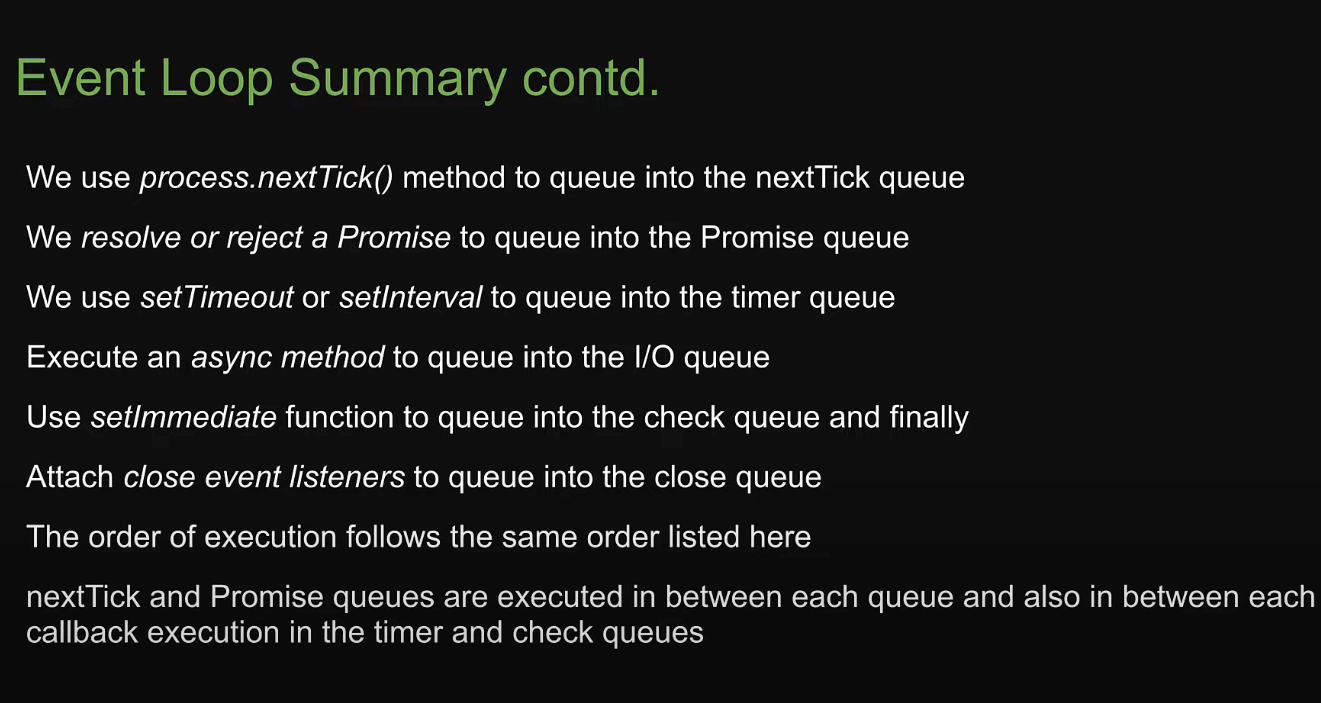 Event Loop Summary contd.
We use process.nextTick() method to queue into the nextTick queue
We resolve or reject a Promise to queue into the Promise queue
We use setTimeout or setInterval to queue into the timer queue
Execute an async method to queue into the I/O queue
Use setImmediate function to queue into the check queue and finally
Attach close event listeners to queue into the close queue
The order of execution follows the same order listed here
nextTick and Promise queues are executed in between each queue and also in between each
callback execution in the timer and check queues